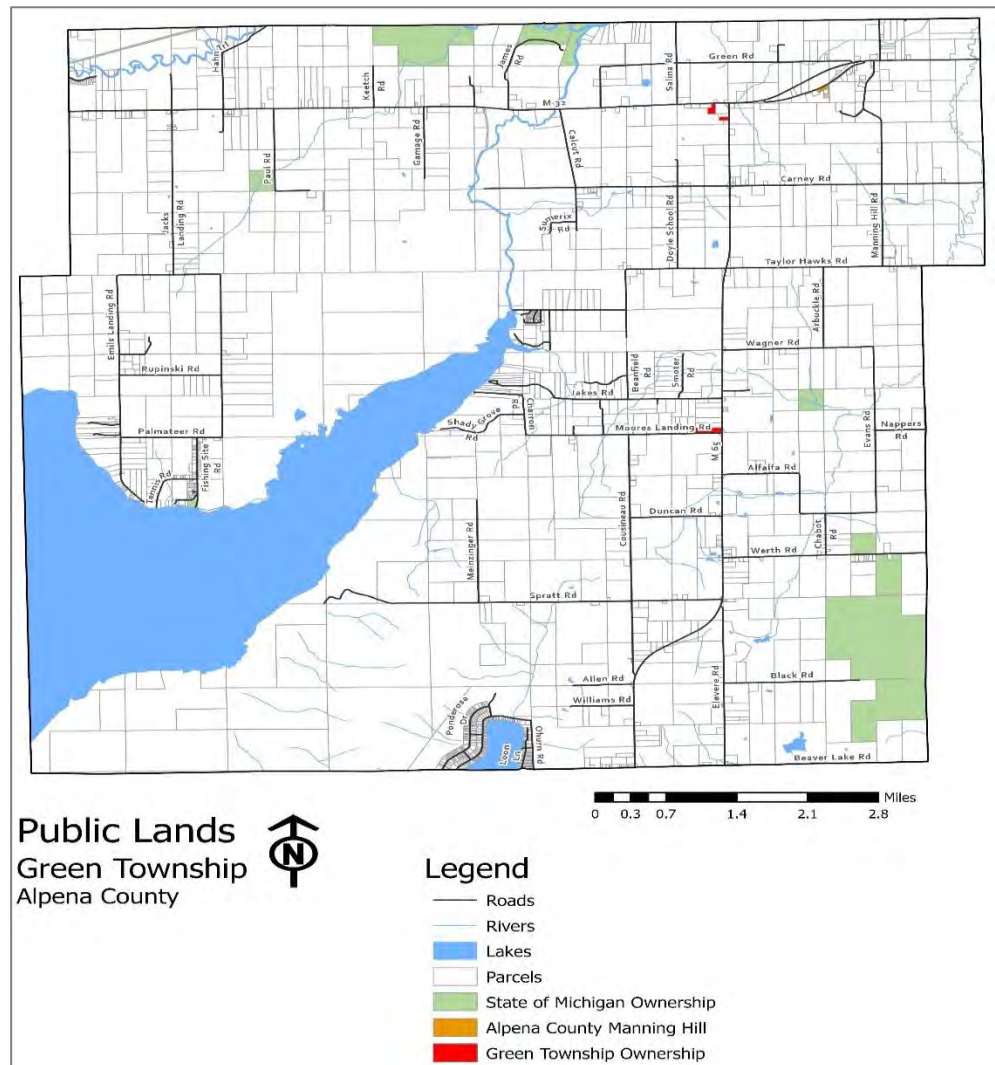 Hahn Trl
Keetch
Rd
James
Rd
Salina Rd
Green Rd
M-32
Gamage Rd
Calcut Rd
Paul Rd
Carney Rd
Jacks
Landing Rd
Sumerix
Rd
Doyle School Rd
Manning Hill Rd
Taylor Hawks Rd
Emils Landing Rd
Arbuckle Rd
Wagner Rd
Rupinski Rd
Beanfield
Rd
Smoter
Rd
Jakes Rd
Charron
Rd
Shady Grove
Rd
Palmateer Rd
Moores Landing Rd
Evans Rd
Nappers
Rd
M 65
Tennis Rd
Fishing Site
Rd
Alfalfa Rd
Meinzinger Rd
Cousineau Rd
Duncan Rd
Chabot
Rd
Werth Rd
Spratt Rd
Allen Rd
Elevere Rd
Black Rd
Williams Rd
Ponderosa
Dr
Loon
Ln
Ohurn Rd
Beaver Lake Rd
Miles
0 0.3 0.7 1.4 2.1 2.8
Public Lands
Green Township
Alpena County
N
Legend
Roads
Rivers
Lakes
Parcels
State of Michigan Ownership
Alpena County Manning Hill
Green Township Ownership